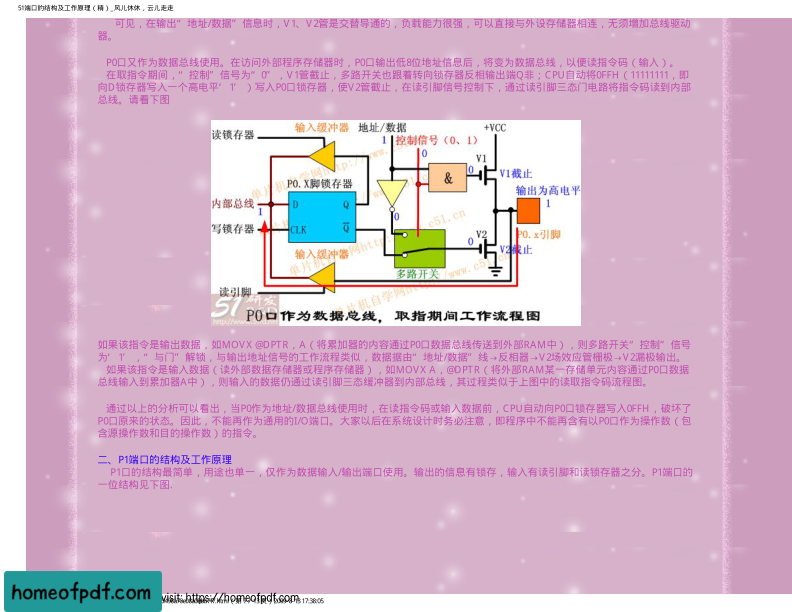 51端口的结构及工作原理（精）_风儿休休，云儿走走
可见，在输出“地址/数据”信息时，V1、V2管是交替导通的，负载能力很强，可以直接与外设存储器相连，无须增加总线驱动
器。
P0口又作为数据总线使用。在访问外部程序存储器时，P0口输出低8位地址信息后，将变为数据总线，以便读指令码（输入）。
在取指令期间，“控制”信号为“0”，V1管截止，多路开关也跟着转向锁存器反相输出端Q非；CPU自动将0FFH（11111111，即
向D锁存器写入一个高电平‘1’）写入P0口锁存器，使V2管截止，在读引脚信号控制下，通过读引脚三态门电路将指令码读到内部
总线。请看下图
输入缓冲器 地址/数据 +VCC
读锁存器 1 控制信号（0、1）
0
V1
& 0 V1截止
P0.X脚锁存器
输出为高电平
内部总线 D Q 1
1 0
写锁存器 CLK Q V2 P0.x引脚
0 V2截止
输入缓冲器
多路开关
读引脚
P0口作为数据总线，取指期间工作流程图
如果该指令是输出数据，如MOVX @DPTR，A（将累加器的内容通过P0口数据总线传送到外部RAM中），则多路开关“控制”信号
为‘1’，“与门”解锁，与输出地址信号的工作流程类似，数据据由“地址/数据”线→反相器→V2场效应管栅极→V2漏极输出。
如果该指令是输入数据（读外部数据存储器或程序存储器），如MOVX A，@DPTR（将外部RAM某一存储单元内容通过P0口数据
总线输入到累加器A中），则输入的数据仍通过读引脚三态缓冲器到内部总线，其过程类似于上图中的读取指令码流程图。
通过以上的分析可以看出，当P0作为地址/数据总线使用时，在读指令码或输入数据前，CPU自动向P0口锁存器写入0FFH，破坏了
P0口原来的状态。因此，不能再作为通用的I/O端口。大家以后在系统设计时务必注意，即程序中不能再含有以P0口作为操作数（包
含源操作数和目的操作数）的指令。
二、P1端口的结构及工作原理
P1口的结构最简单，用途也单一，仅作为数据输入/输出端口使用。输出的信息有锁存，输入有读引脚和读锁存器之分。P1端口的
一位结构见下图.
homeofpdf.com
visit: https://homeofpdf.com